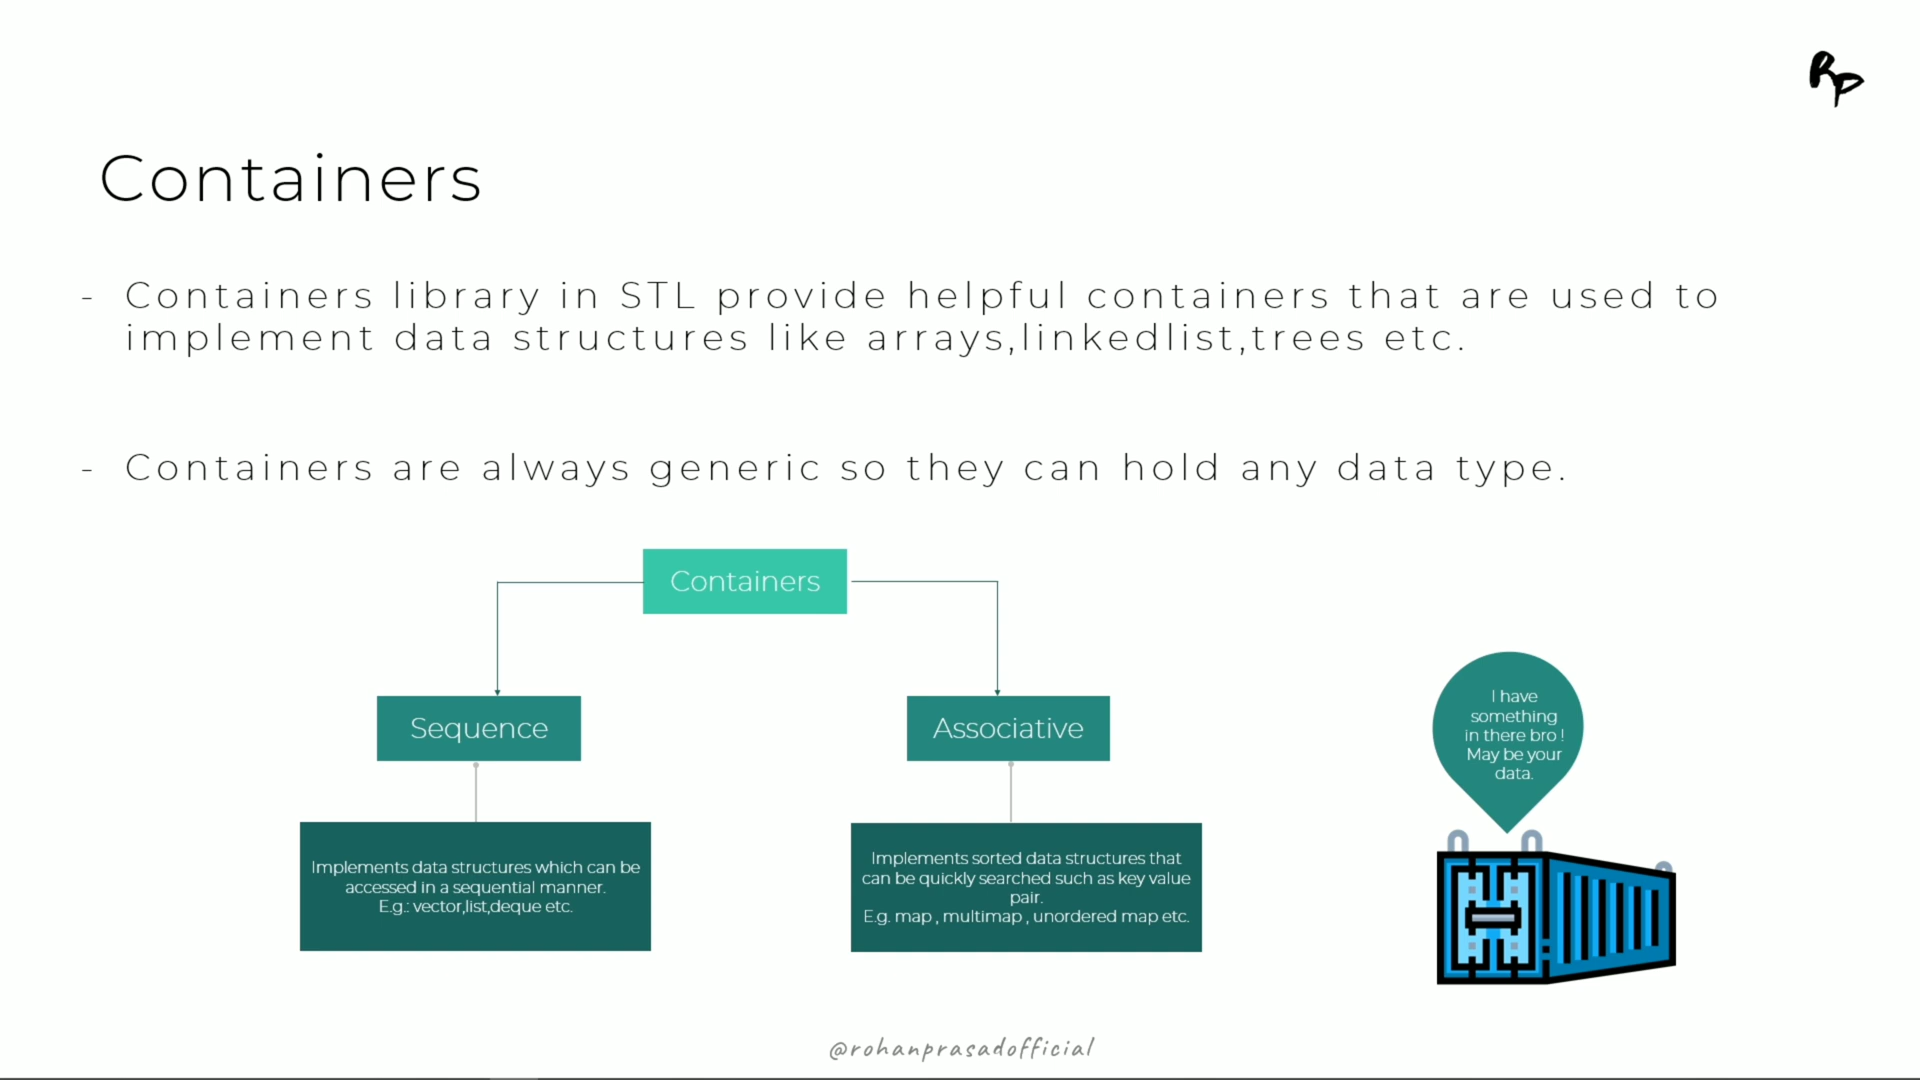 RP
Containers
- Containers library in STL provide helpful containers that are used to
implement data structures like arrays,linkedlist,trees etc.
- Containers are always generic so they can hold any data type.
Containers
Sequence
Associative
Implements data structures which can be
accessed in a sequential manner.
E.g.: vector,list,deque etc.
Implements sorted data structures that
can be quickly searched such as key value
pair.
E.g. map , multimap , unordered map etc.
I have
something
in there bro !
May be your
data.
@rohanprasadofficial